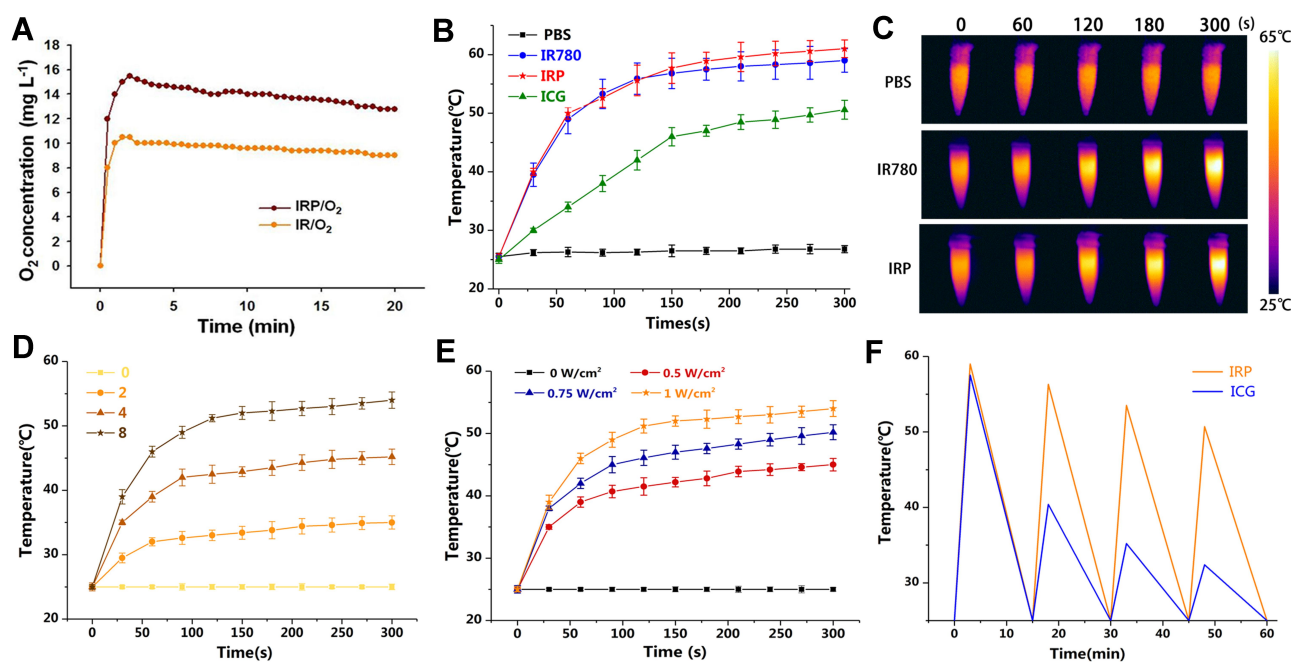 A
O2 concentration (mg L-1)
18
16
14
12
10
8
6
4
2
0
IRP/O2
IR/O2
0
5
10
15
20
Time (min)
B
Temperature(℃)
60
50
40
30
20
PBS
IR780
IRP
ICG
0
50
100
150
200
250
300
Times(s)
C
0 60 120 180 300 (s)
PBS
IR780
IRP
65℃
25℃
D
Temperature(℃)
60
50
40
30
20
0
2
4
8
0
50
100
150
200
250
300
Time(s)
E
Temperature(℃)
60
50
40
30
20
0 W/cm2
0.5 W/cm2
0.75 W/cm2
1 W/cm2
0
50
100
150
200
250
300
Time (s)
F
Temperature(℃)
50
40
30
IRP
ICG
0
10
20
30
40
50
60
Time(min)